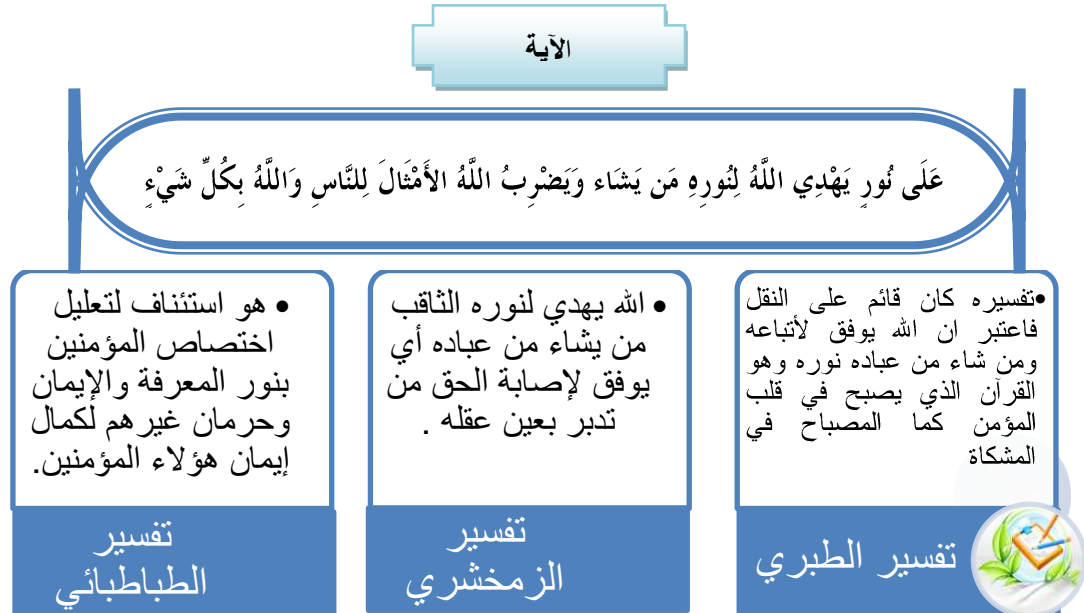 الآية
عَلَى نُورٍ يَهْدِي اللَّهُ لِنُورِهِ مَن يَشَاء وَيَضْرِبُ اللَّهُ الأَمْثَالَ لِلنَّاسِ وَاللَّهُ بِكُلِّ شَيْءٍ
•تفسيره كان قائم على النقل
فاعتبر ان الله يوفق لأتباعه
ومن شاء من عباده نوره وهو
القرآن الذي يصبح في قلب
المؤمن كما المصباح في
المشكاة
تفسير الطبري
• الله يهدي لنوره الثاقب
من يشاء من عباده أي
يوفق لإصابة الحق من
تدبر بعين عقله .
تفسير
الزمخشري
• هو استئناف لتعليل
اختصاص المؤمنين
بنور المعرفة والإيمان
وحرمان غيرهم لكمال
إيمان هؤلاء المؤمنين.
تفسير
الطباطبائي